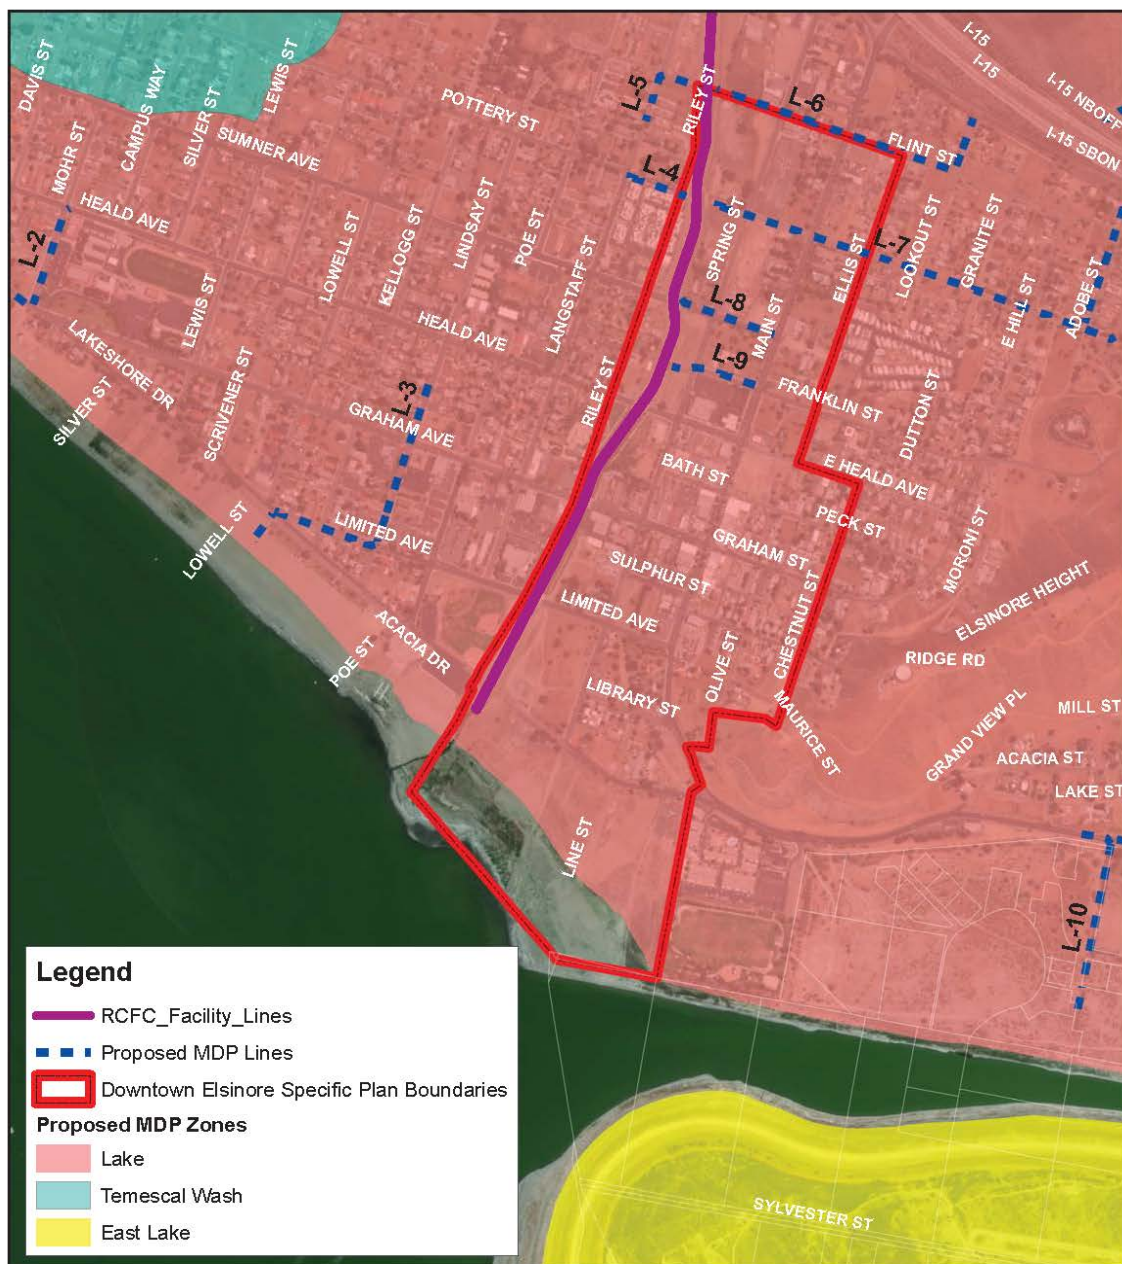 I-15
I-15
I-15 NBOFF
I-15 SBON
DAVIS ST
LEWIS ST
CAMPUS WAY
SILVER ST
MOHR ST
SUMNER AVE
POTTERY ST
L-5
RILEY ST
L-6
FLINT ST
HEALD AVE
L-2
L-4
LINDSAY ST
POE ST
LOWELL ST
KELLOGG ST
LANGSTAFF ST
SPRING ST
ELLIS ST
L-7
LOOKOUT ST
GRANITE ST
E HILL ST
ADOBE ST
LEWIS ST
HEALD AVE
L-8
MAIN ST
L-9
LAKESHORE DR
SILVER ST
SCRIVENER ST
L-3
GRAHAM AVE
RILEY ST
FRANKLIN ST
DUTTON ST
BATH ST
E HEALD AVE
PECK ST
LOWELL ST
LIMITED AVE
GRAHAM ST
SULPHUR ST
MORONI ST
LIMITED AVE
CHESTNUT ST
ELSINORE HEIGHT
ACACIA DR
POE ST
OLIVE ST
RIDGE RD
LIBRARY ST
MAURICE ST
GRAND VIEW PL
MILL ST
ACACIA ST
LAKE ST
LINE ST
L-10
Legend
RCFC_Facility_Lines
Proposed MDP Lines
Downtown Elsinore Specific Plan Boundaries
Proposed MDP Zones
Lake
Temescal Wash
East Lake
SYLVESTER ST